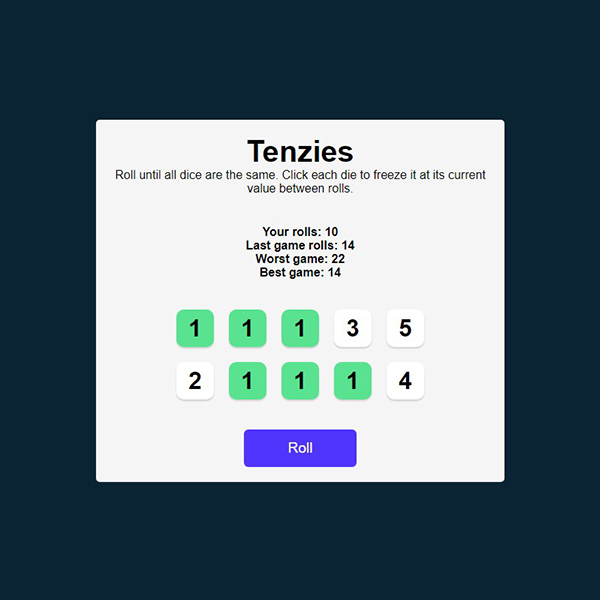 Tenzies
Roll until all dice are the same. Click each die to freeze it at its current
value between rolls.
Your rolls: 10
Last game rolls: 14
Worst game: 22
Best game: 14
1 1 1 3 5
2 1 1 1 4
Roll